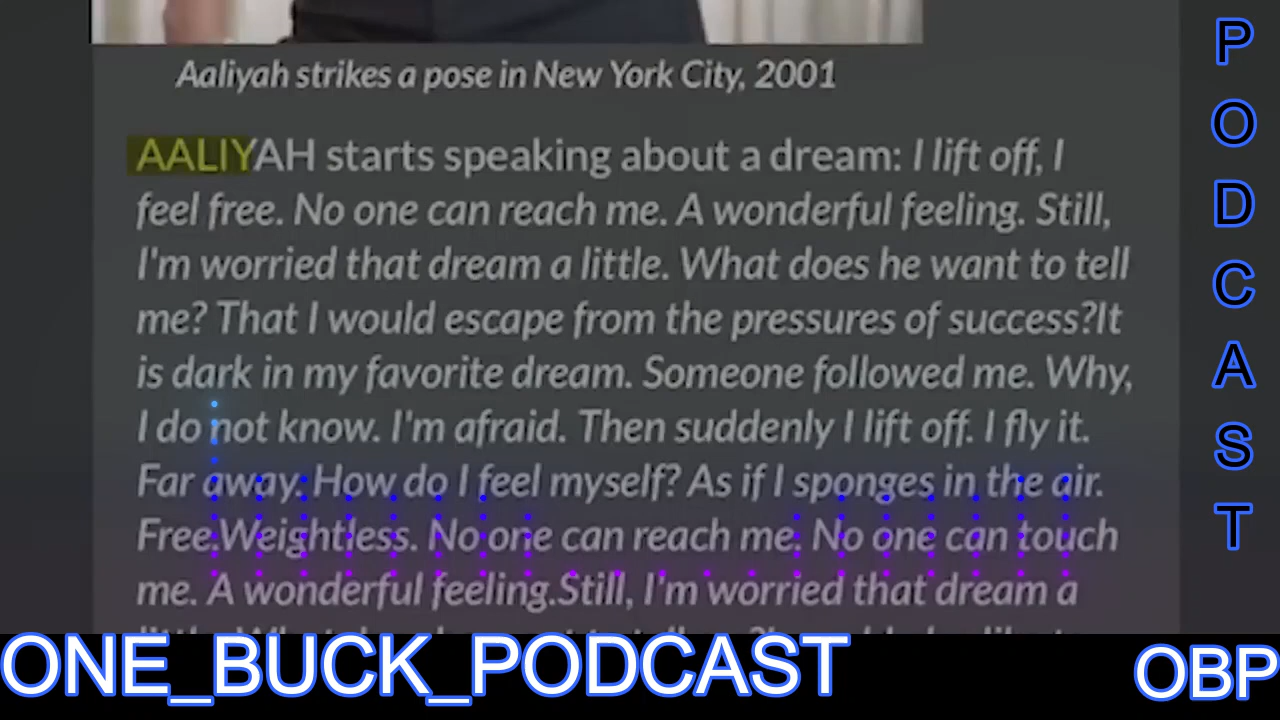 Aaliyah strikes a pose in New York City, 2001
AALIYAH starts speaking about a dream: I lift off, I
feel free. No one can reach me. A wonderful feeling. Still,
I'm worried that dream a little. What does he want to tell
me? That I would escape from the pressures of success?It
is dark in my favorite dream. Someone followed me. Why,
I do not know. I'm afraid. Then suddenly I lift off. I fly it.
Far away. How do I feel myself? As if I sponges in the air.
Free.Weightless. No one can reach me. No one can touch
me. A wonderful feeling.Still, I'm worried that dream a
PODCAST
ONE_BUCK_PODCAST
OBP